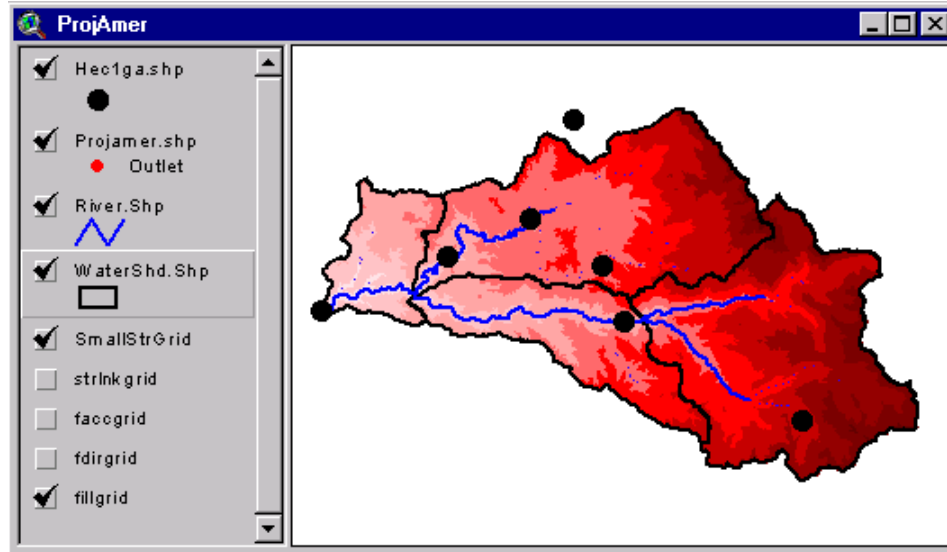 ProjAmer
Hec1ga.shp
Projamer.shp
Outlet
River.Shp
WaterShd.Shp
SmallStrGrid
strlnkgrid
faccgrid
fdirgrid
fillgrid